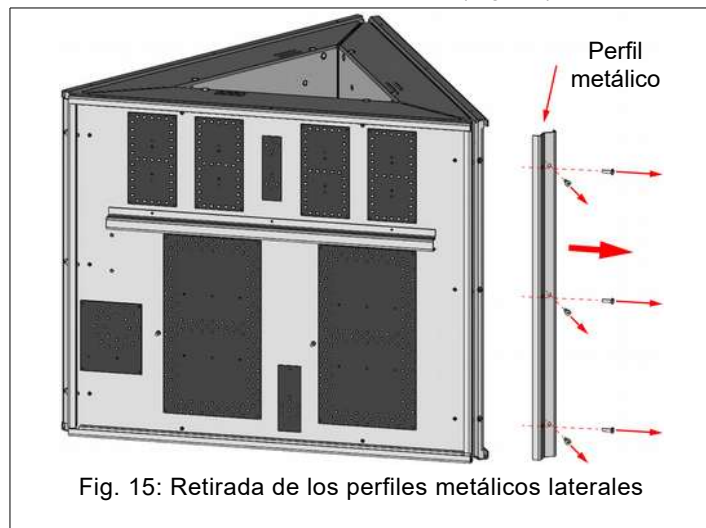 Perfil
metálico
Fig. 15: Retirada de los perfiles metálicos laterales